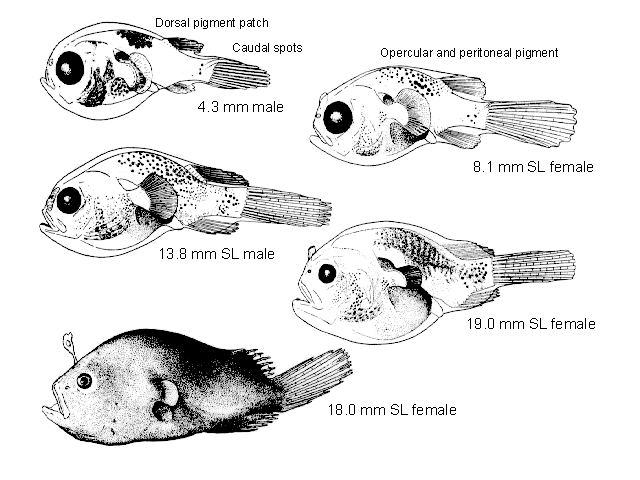 Dorsal pigment patch
Caudal spots
Opercular and peritoneal pigment
4.3 mm male
8.1 mm SL female
13.8 mm SL male
19.0 mm SL female
18.0 mm SL female